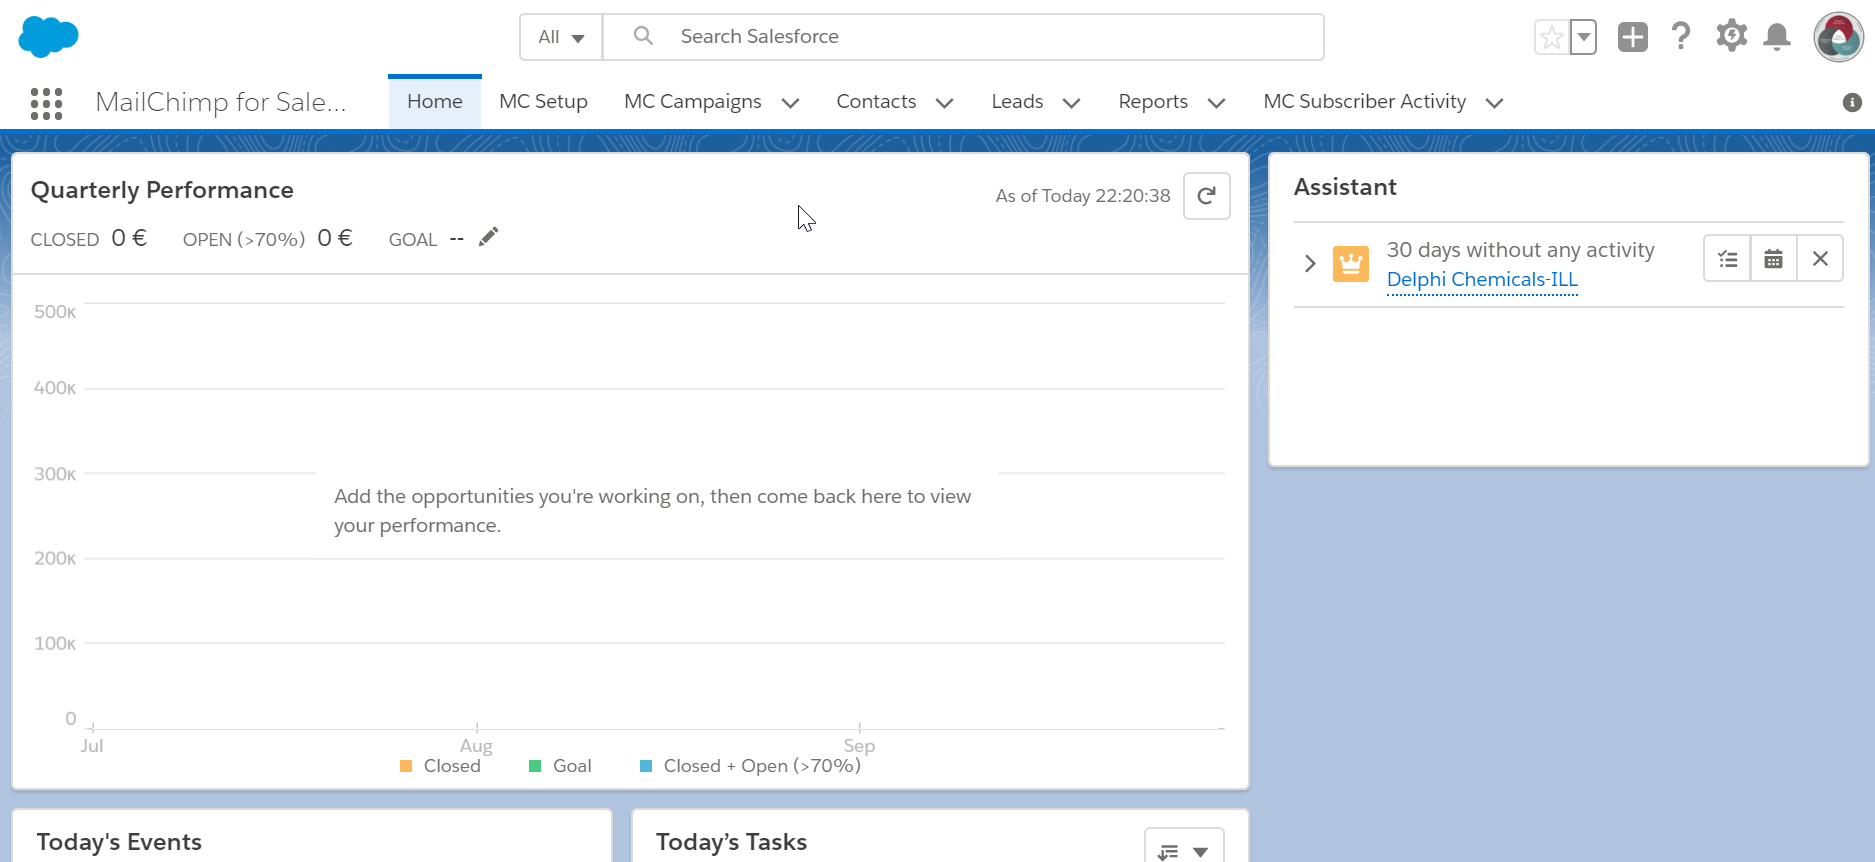 All
Search Salesforce
MailChimp for Sale...
Home
MC Setup
MC Campaigns
Contacts
Leads
Reports
MC Subscriber Activity
Quarterly Performance
As of Today 22:20:38
CLOSED 0 € OPEN (>70%) 0 € GOAL --
500K
400K
300K
Add the opportunities you're working on, then come back here to view
your performance.
200K
100K
0
Jul Aug Sep
Closed Goal Closed + Open (>70%)
Assistant
30 days without any activity
Delphi Chemicals-ILL
Today's Events
Today’s Tasks